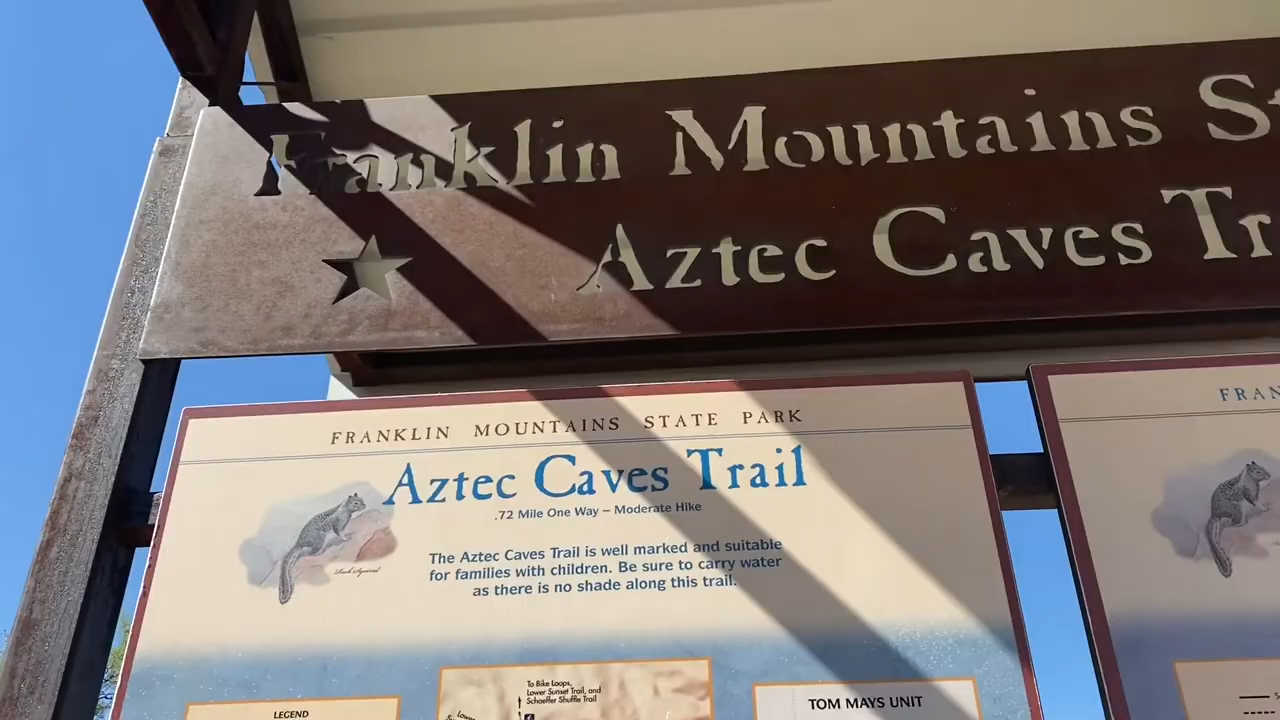 Franklin Mountains St
Aztec Caves Tr
FRANKLIN MOUNTAINS STATE PARK
Aztec Caves Trail
.72 Mile One Way – Moderate Hike
The Aztec Caves Trail is well marked and suitable
for families with children. Be sure to carry water
as there is no shade along this trail.
Rock Squirrel
LEGEND
To Bike Loops,
Lower Sunset Trail, and
Schaeffer Shuffle Trail
Lower
TOM MAYS UNIT
FRAN